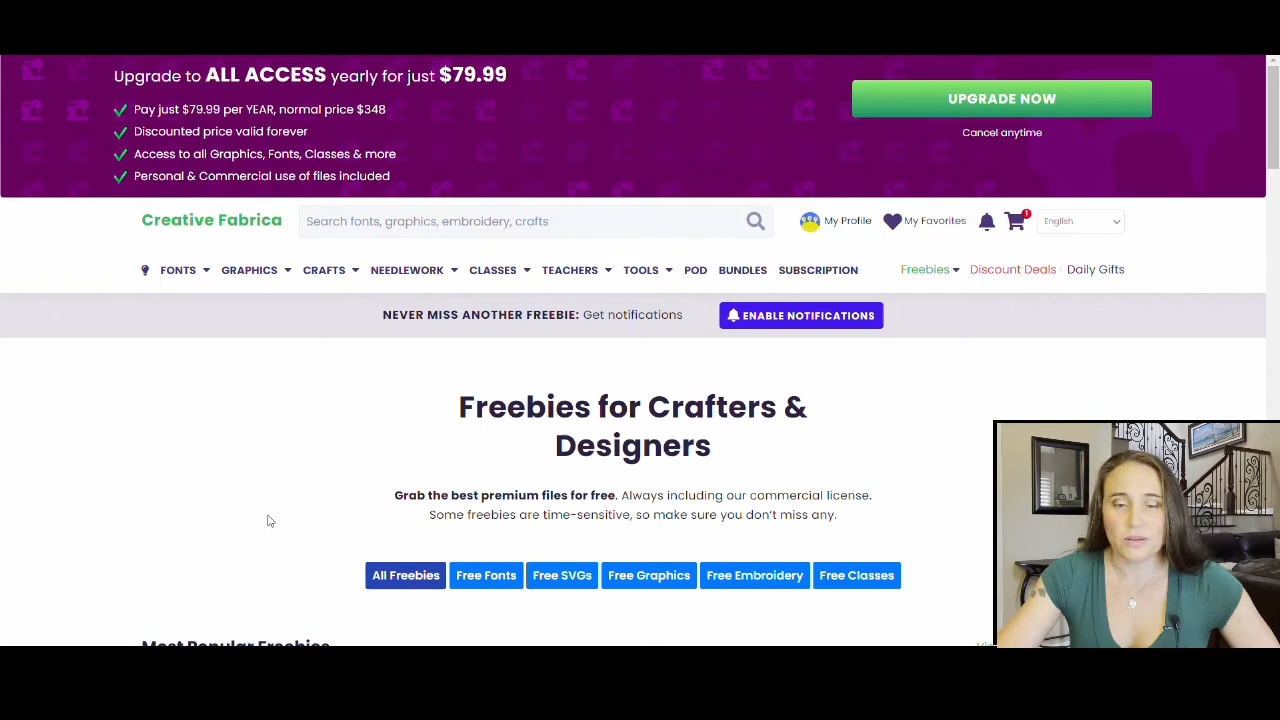 Upgrade to ALL ACCESS yearly for just $79.99
Pay just $79.99 per YEAR, normal price $348
Discounted price valid forever
Access to all Graphics, Fonts, Classes & more
Personal & Commercial use of files included
UPGRADE NOW
Cancel anytime
Creative Fabrica
Search fonts, graphics, embroidery, crafts
My Profile
My Favorites
1
English
FONTS GRAPHICS CRAFTS NEEDLEWORK CLASSES TEACHERS TOOLS POD BUNDLES SUBSCRIPTION
Freebies Discount Deals Daily Gifts
NEVER MISS ANOTHER FREEBIE: Get notifications
ENABLE NOTIFICATIONS
Freebies for Crafters &
Designers
Grab the best premium files for free. Always including our commercial license.
Some freebies are time-sensitive, so make sure you don't miss any.
All Freebies Free Fonts Free SVGs Free Graphics Free Embroidery Free Classes
Most Popular Freebies